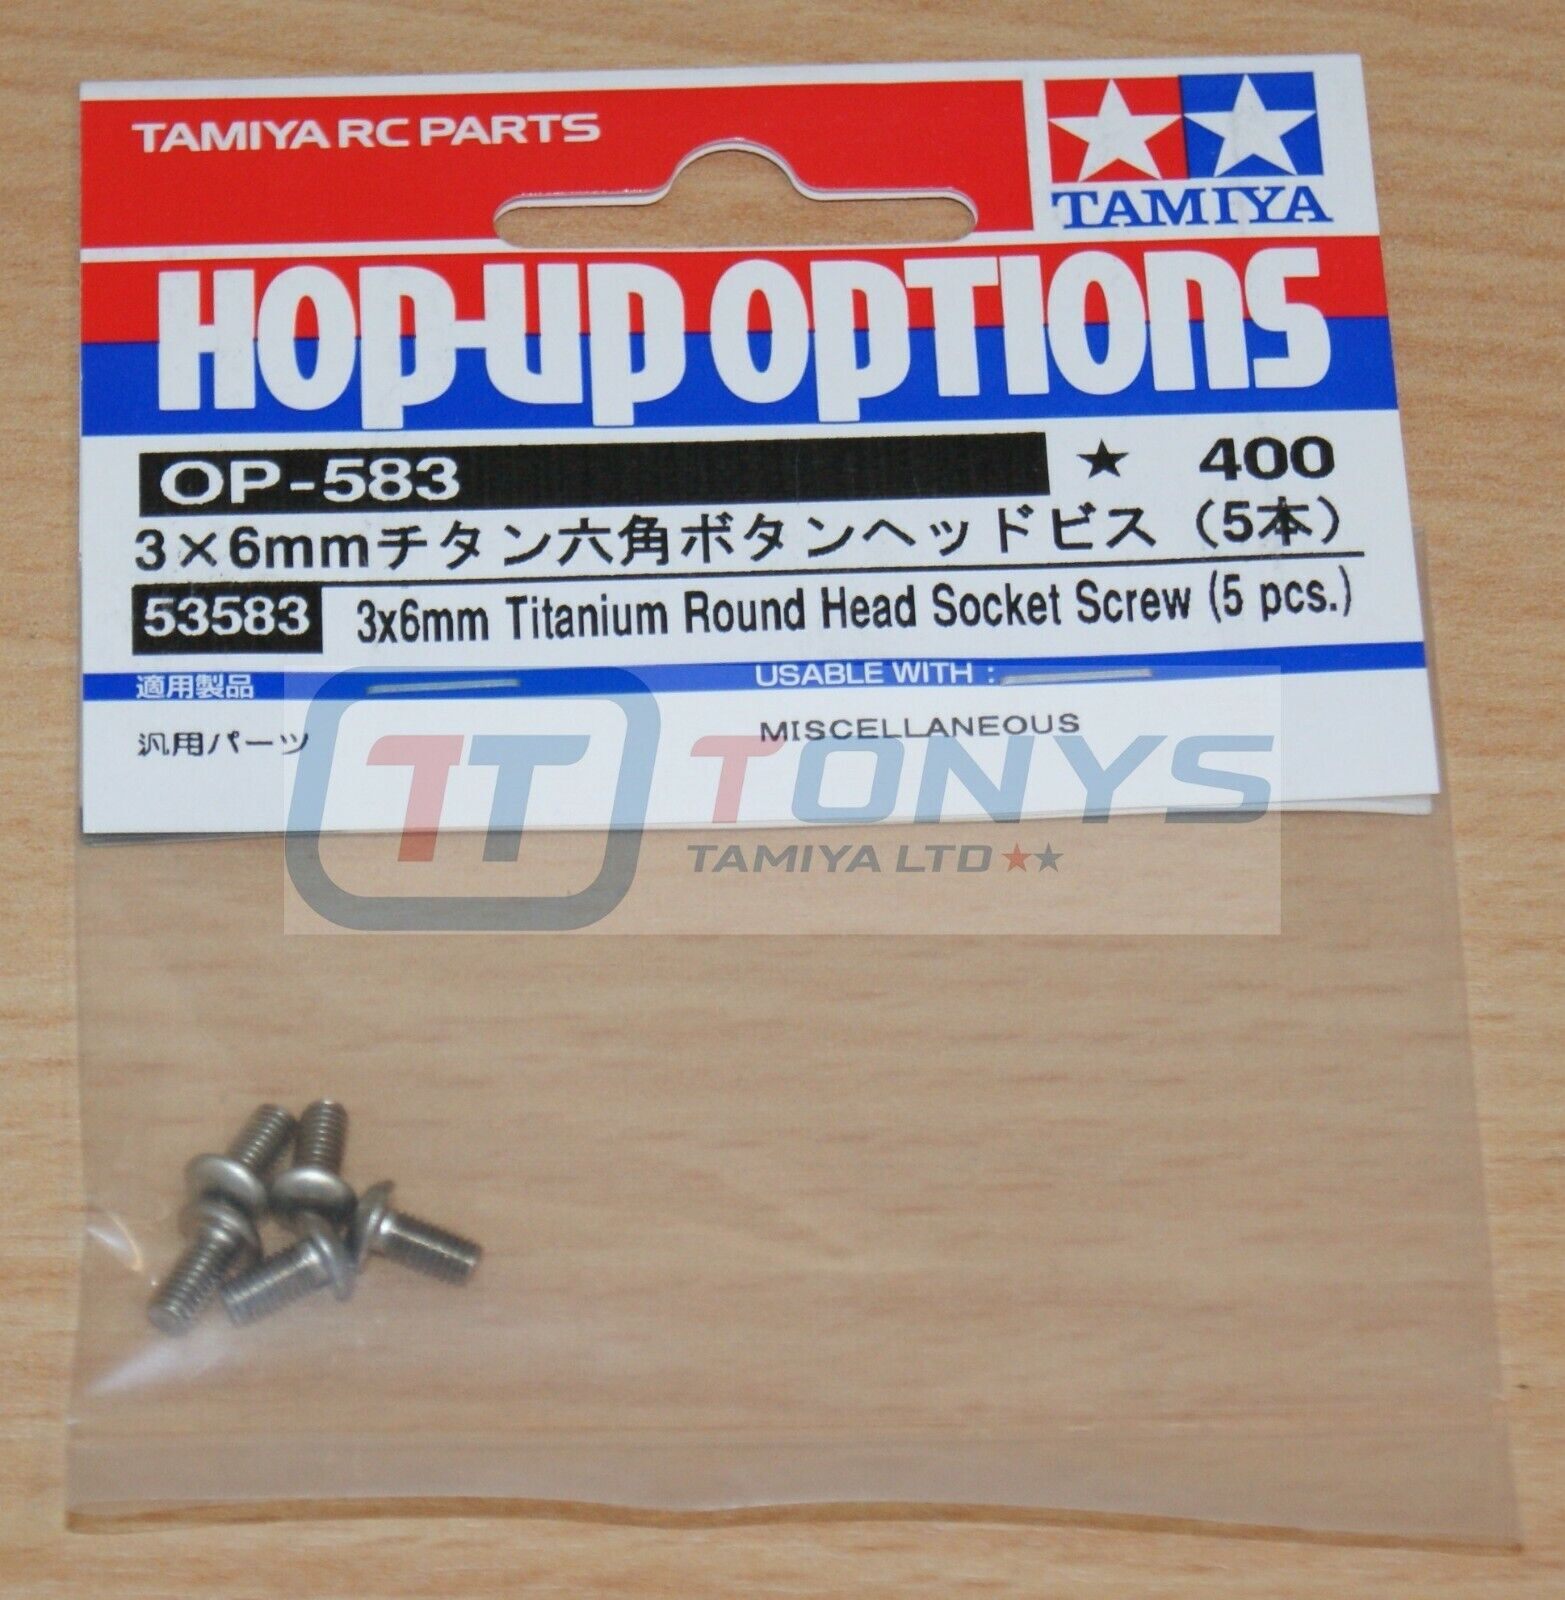 TAMIYA RC PARTS
TAMIYA
HOP-UP OPTIONS
OP-583 ★ 400
3×6mmチタン六角ボタンヘッドビス（5本）
53583 3x6mm Titanium Round Head Socket Screw (5 pcs.)
適用製品 USABLE WITH :
汎用パーツ MISCELLANEOUS
TT TONYS
TAMIYA LTD